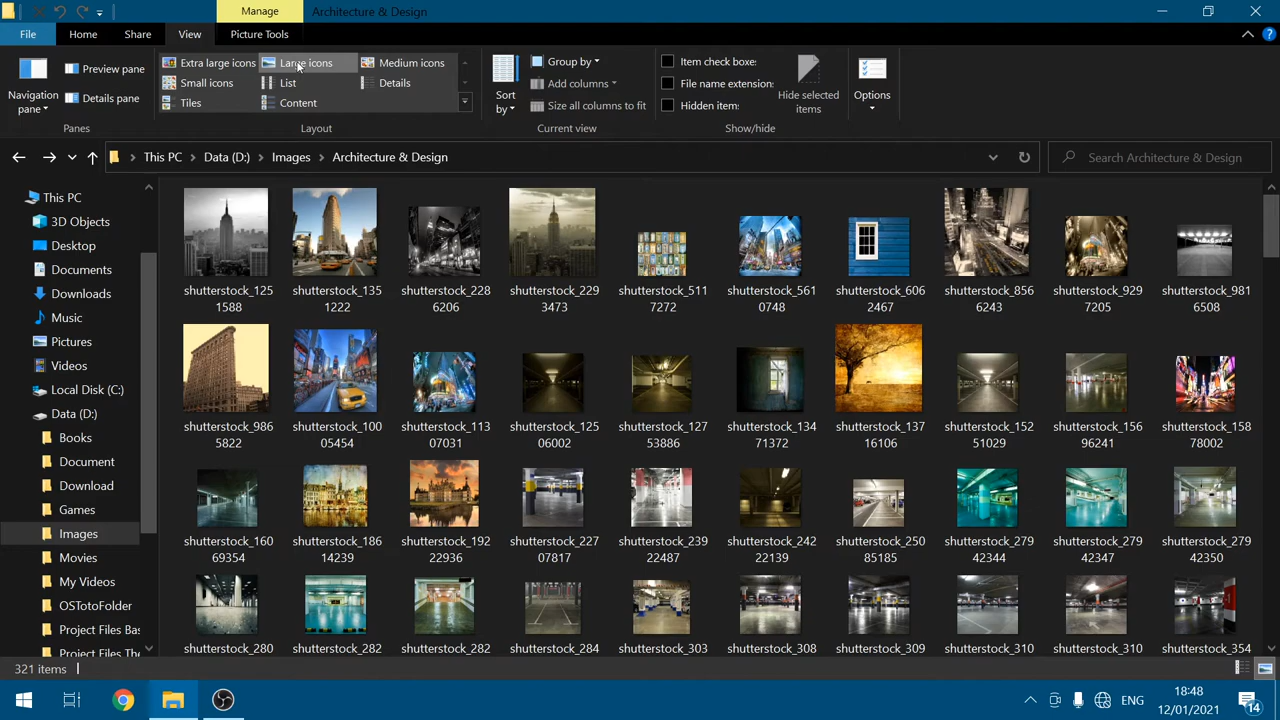 Manage
Architecture & Design
File
Home
Share
View
Picture Tools
Navigation
pane
Preview pane
Details pane
Panes
Extra large icons
Large icons
Medium icons
Small icons
List
Details
Tiles
Content
Layout
Sort
by
Group by
Add columns
Size all columns to fit
Current view
Item check box:
File name extension:
Hidden item:
Hide selected
items
Show/hide
Options
This PC
Data (D:)
Images
Architecture & Design
Search Architecture & Design
This PC
3D Objects
Desktop
Documents
Downloads
Music
Pictures
Videos
Local Disk (C:)
Data (D:)
Books
Document
Download
Games
Images
Movies
My Videos
OSTotoFolder
Project Files Bas
Project Files The
shutterstock_125
1588
shutterstock_135
1222
shutterstock_228
6206
shutterstock_229
3473
shutterstock_511
7272
shutterstock_561
0748
shutterstock_606
2467
shutterstock_856
6243
shutterstock_929
7205
shutterstock_981
6508
shutterstock_986
5822
shutterstock_100
05454
shutterstock_113
07031
shutterstock_125
06002
shutterstock_127
53886
shutterstock_134
71372
shutterstock_137
16106
shutterstock_152
51029
shutterstock_156
96241
shutterstock_158
78002
shutterstock_160
69354
shutterstock_186
14239
shutterstock_192
22936
shutterstock_227
07817
shutterstock_239
22487
shutterstock_242
22139
shutterstock_250
85185
shutterstock_279
42344
shutterstock_279
42347
shutterstock_279
42350
shutterstock_280
shutterstock_282
shutterstock_282
shutterstock_284
shutterstock_303
shutterstock_308
shutterstock_309
shutterstock_310
shutterstock_310
shutterstock_354
321 items
ENG
18:48
12/01/2021
14